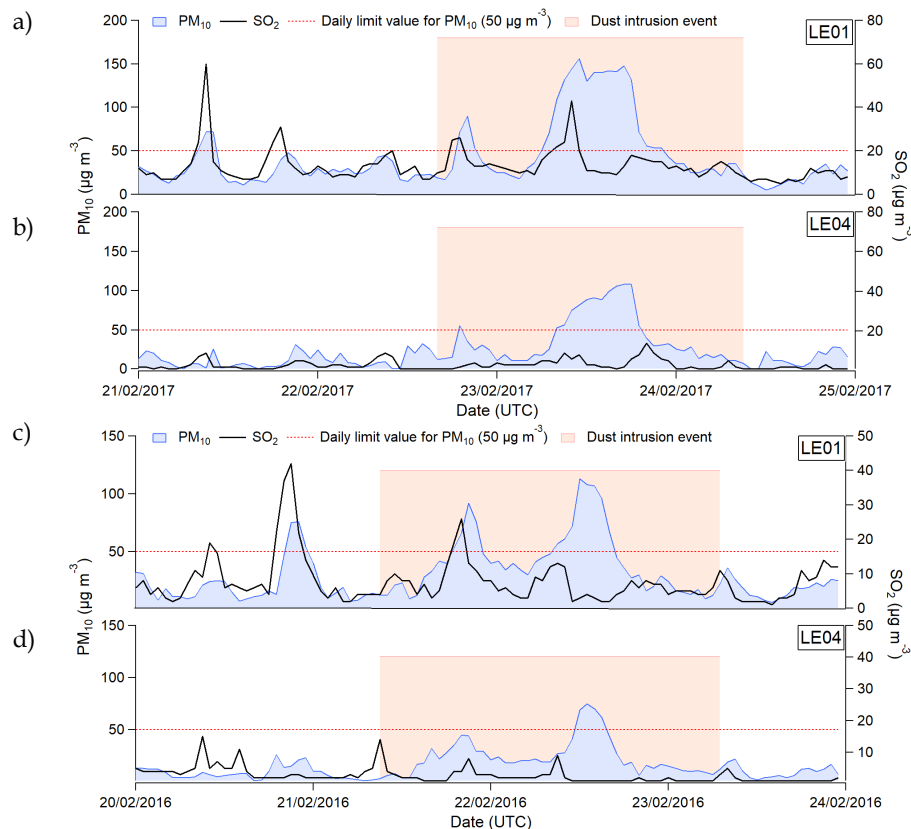 a)
PM₁₀ SO₂ Daily limit value for PM₁₀ (50 µg m⁻³) Dust intrusion event
LE01
200
150
100
50
0
80
60
40
20
0
b)
LE04
200
150
100
50
0
80
60
40
20
0
PM₁₀ (µg m⁻³)
SO₂ (µg m⁻³)
21/02/2017 22/02/2017 23/02/2017 24/02/2017 25/02/2017
Date (UTC)
c)
PM₁₀ SO₂ Daily limit value for PM₁₀ (50 µg m⁻³) Dust intrusion event
LE01
150
100
50
0
50
40
30
20
10
0
d)
LE04
150
100
50
50
40
30
20
10
PM₁₀ (µg m⁻³)
SO₂ (µg m⁻³)
20/02/2016 21/02/2016 22/02/2016 23/02/2016 24/02/2016
Date (UTC)